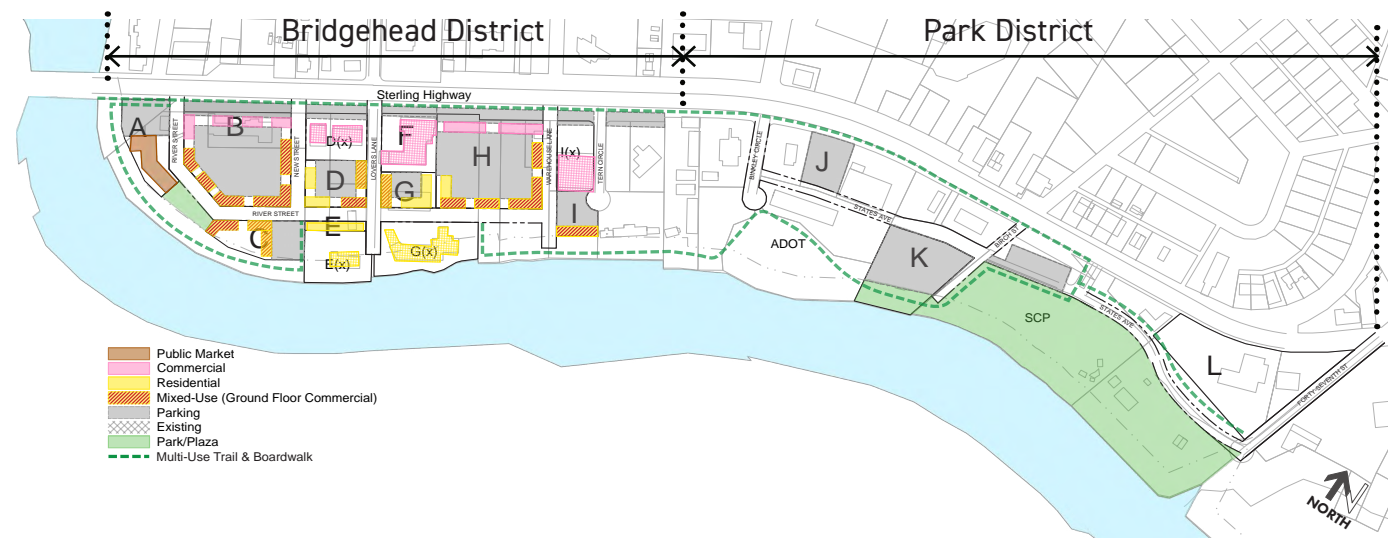 Bridgehead District
Park District
Sterling Highway
A
RIVER STREET
B
NEW STREET
D(x)
LOVERS LANE
F
H
WAREHOUSE LANE
I(x)
TERN CIRCLE
BINKLEY CIRCLE
J
D
G
I
STATES AVE
RIVER STREET
C
E
E(x)
G(x)
ADOT
K
BIRCH ST
SCP
STATES AVE
L
FORTY-SEVENTH ST
Public Market
Commercial
Residential
Mixed-Use (Ground Floor Commercial)
Parking
Existing
Park/Plaza
Multi-Use Trail & Boardwalk
N
NORTH